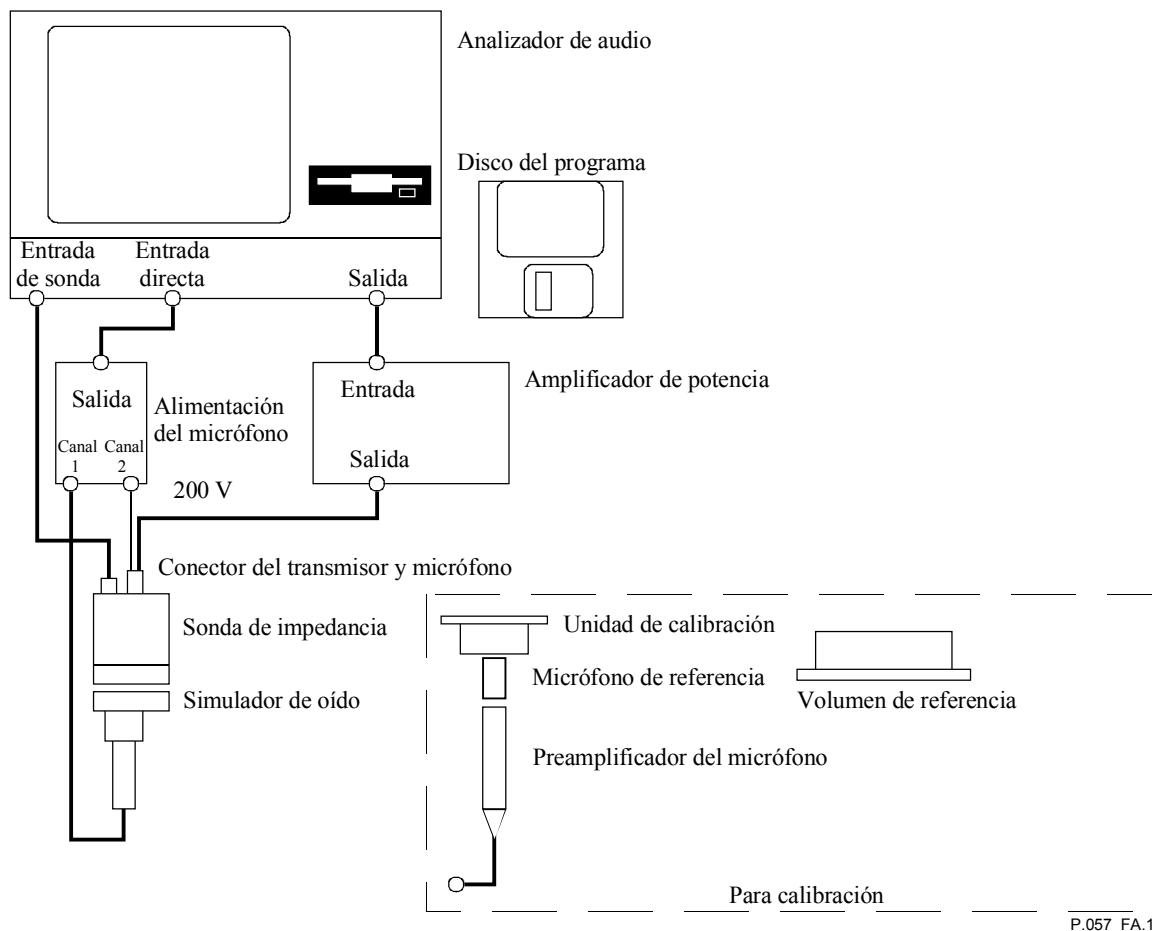 Analizador de audio
Disco del programa
Entrada
de sonda
Entrada
directa
Salida
Salida
Canal
1
Canal
2
Alimentación
del micrófono
Entrada
Salida
Amplificador de potencia
200 V
Conector del transmisor y micrófono
Sonda de impedancia
Simulador de oído
Unidad de calibración
Micrófono de referencia
Volumen de referencia
Preamplificador del micrófono
Para calibración
P.057_FA.1